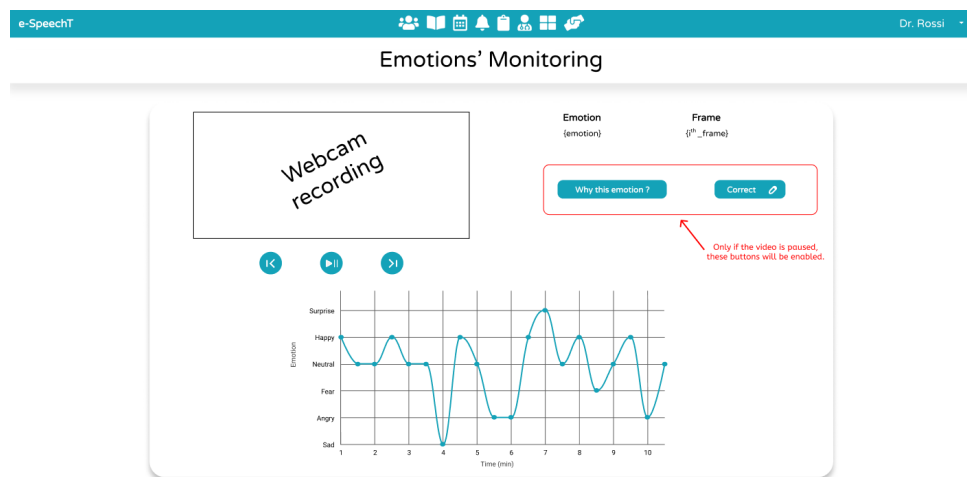 e-SpeechT
Dr. Rossi
Emotions' Monitoring
Webcam
recording
Emotion
Frame
{emotion}
{iᵗʰ_frame}
Why this emotion ?
Correct
Only if the video is paused,
these buttons will be enabled.
Emotion
Surprise
Happy
Neutral
Fear
Angry
Sad
1 2 3 4 5 6 7 8 9 10
Time (min)